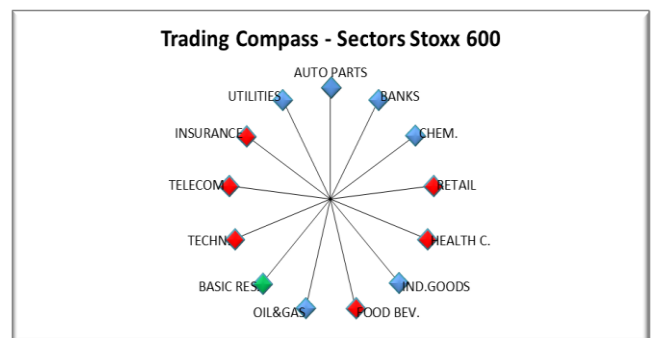 Trading Compass - Sectors Stoxx 600
AUTO PARTS
UTILITIES
BANKS
INSURANCE
CHEM.
TELECOM
RETAIL
TECHN.
HEALTH C.
BASIC RES.
IND.GOODS
OIL&GAS
FOOD BEV.